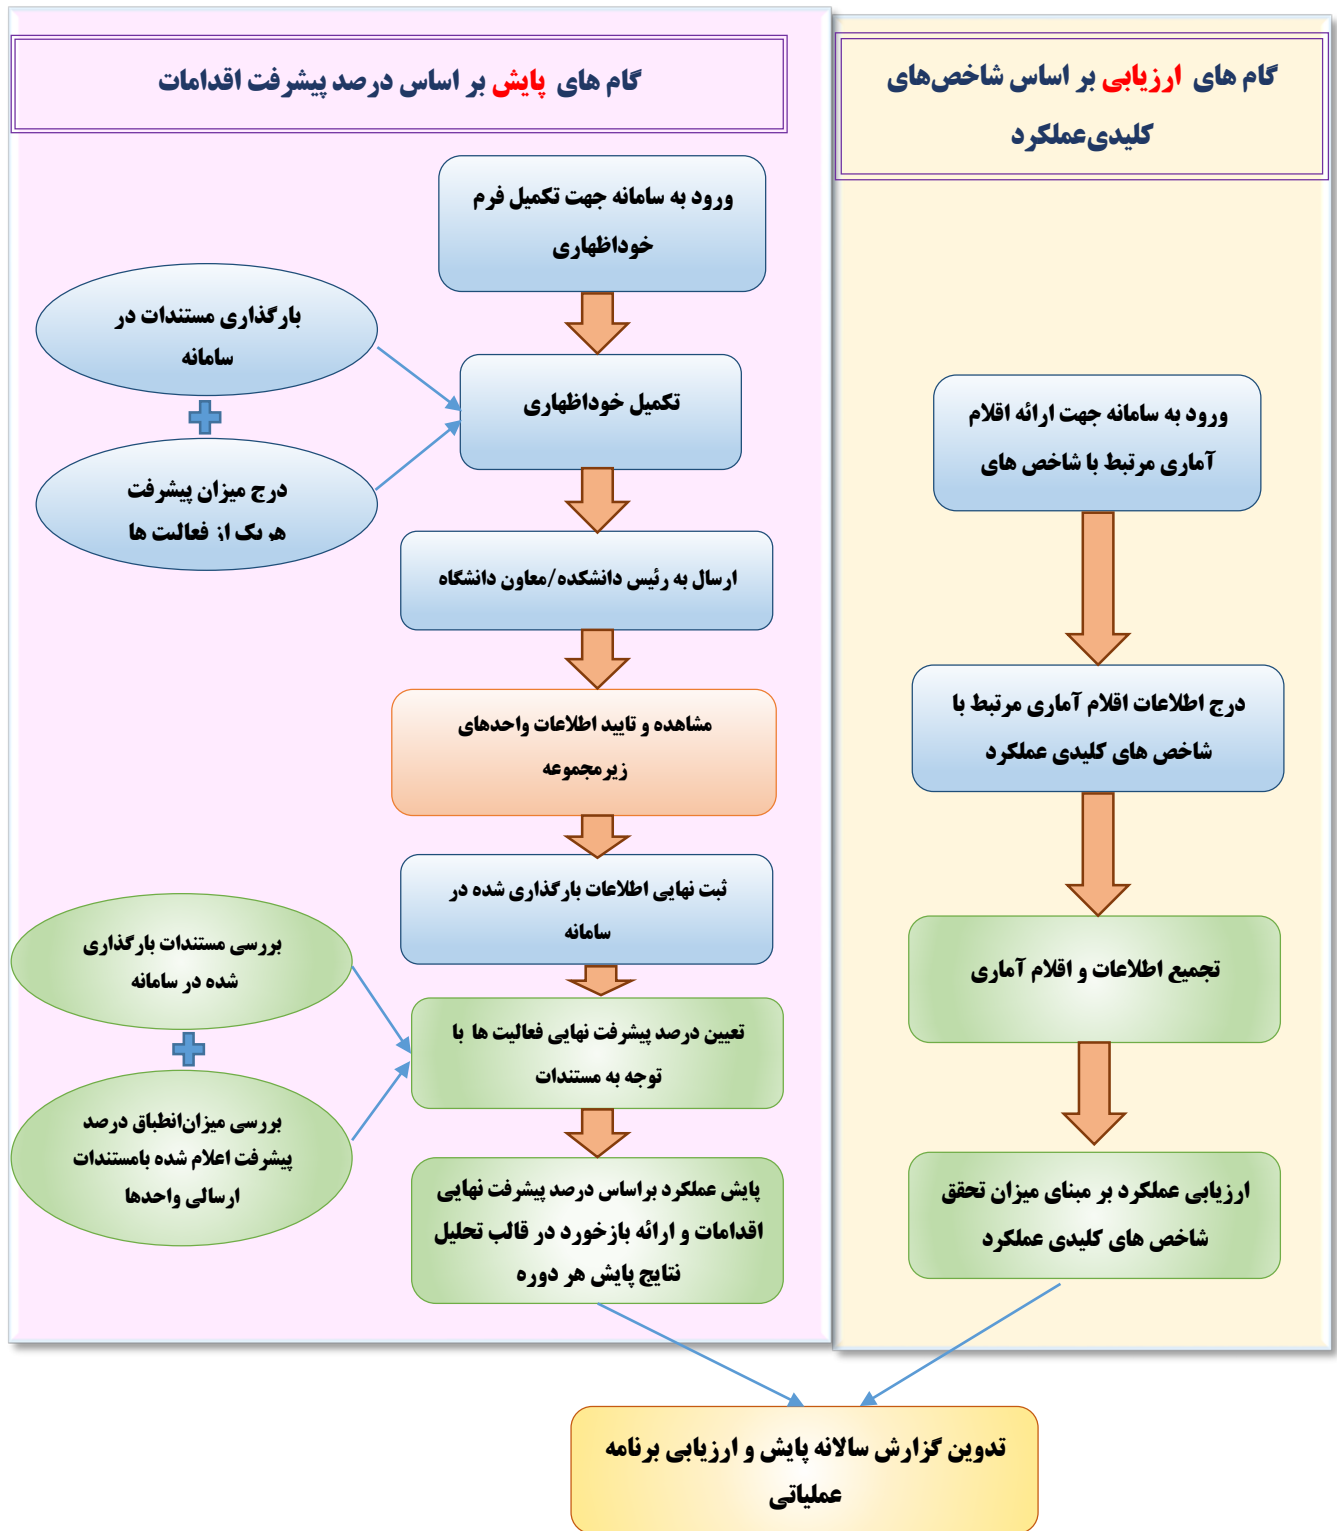 گام های ارزیابی بر اساس شاخص‌های
کلیدی‌عملکرد
ورود به سامانه جهت ارائه اقلام
آماری مرتبط با شاخص های
درج اطلاعات اقلام آماری مرتبط با
شاخص های کلیدی عملکرد
تجمیع اطلاعات و اقلام آماری
ارزیابی عملکرد بر مبنای میزان تحقق
شاخص های کلیدی عملکرد
گام های پایش بر اساس درصد پیشرفت اقدامات
ورود به سامانه جهت تکمیل فرم
خوداظهاری
بارگذاری مستندات در
سامانه
درج میزان پیشرفت
هر یک از فعالیت ها
تکمیل خوداظهاری
ارسال به رئیس دانشکده/معاون دانشگاه
مشاهده و تایید اطلاعات واحدهای
زیرمجموعه
ثبت نهایی اطلاعات بارگذاری شده در
سامانه
بررسی مستندات بارگذاری
شده در سامانه
بررسی میزان‌انطباق درصد
پیشرفت اعلام شده بامستندات
ارسالی واحدها
تعیین درصد پیشرفت نهایی فعالیت ها با
توجه به مستندات
پایش عملکرد براساس درصد پیشرفت نهایی
اقدامات و ارائه بازخورد در قالب تحلیل
نتایج پایش هر دوره
تدوین گزارش سالانه پایش و ارزیابی برنامه
عملیاتی